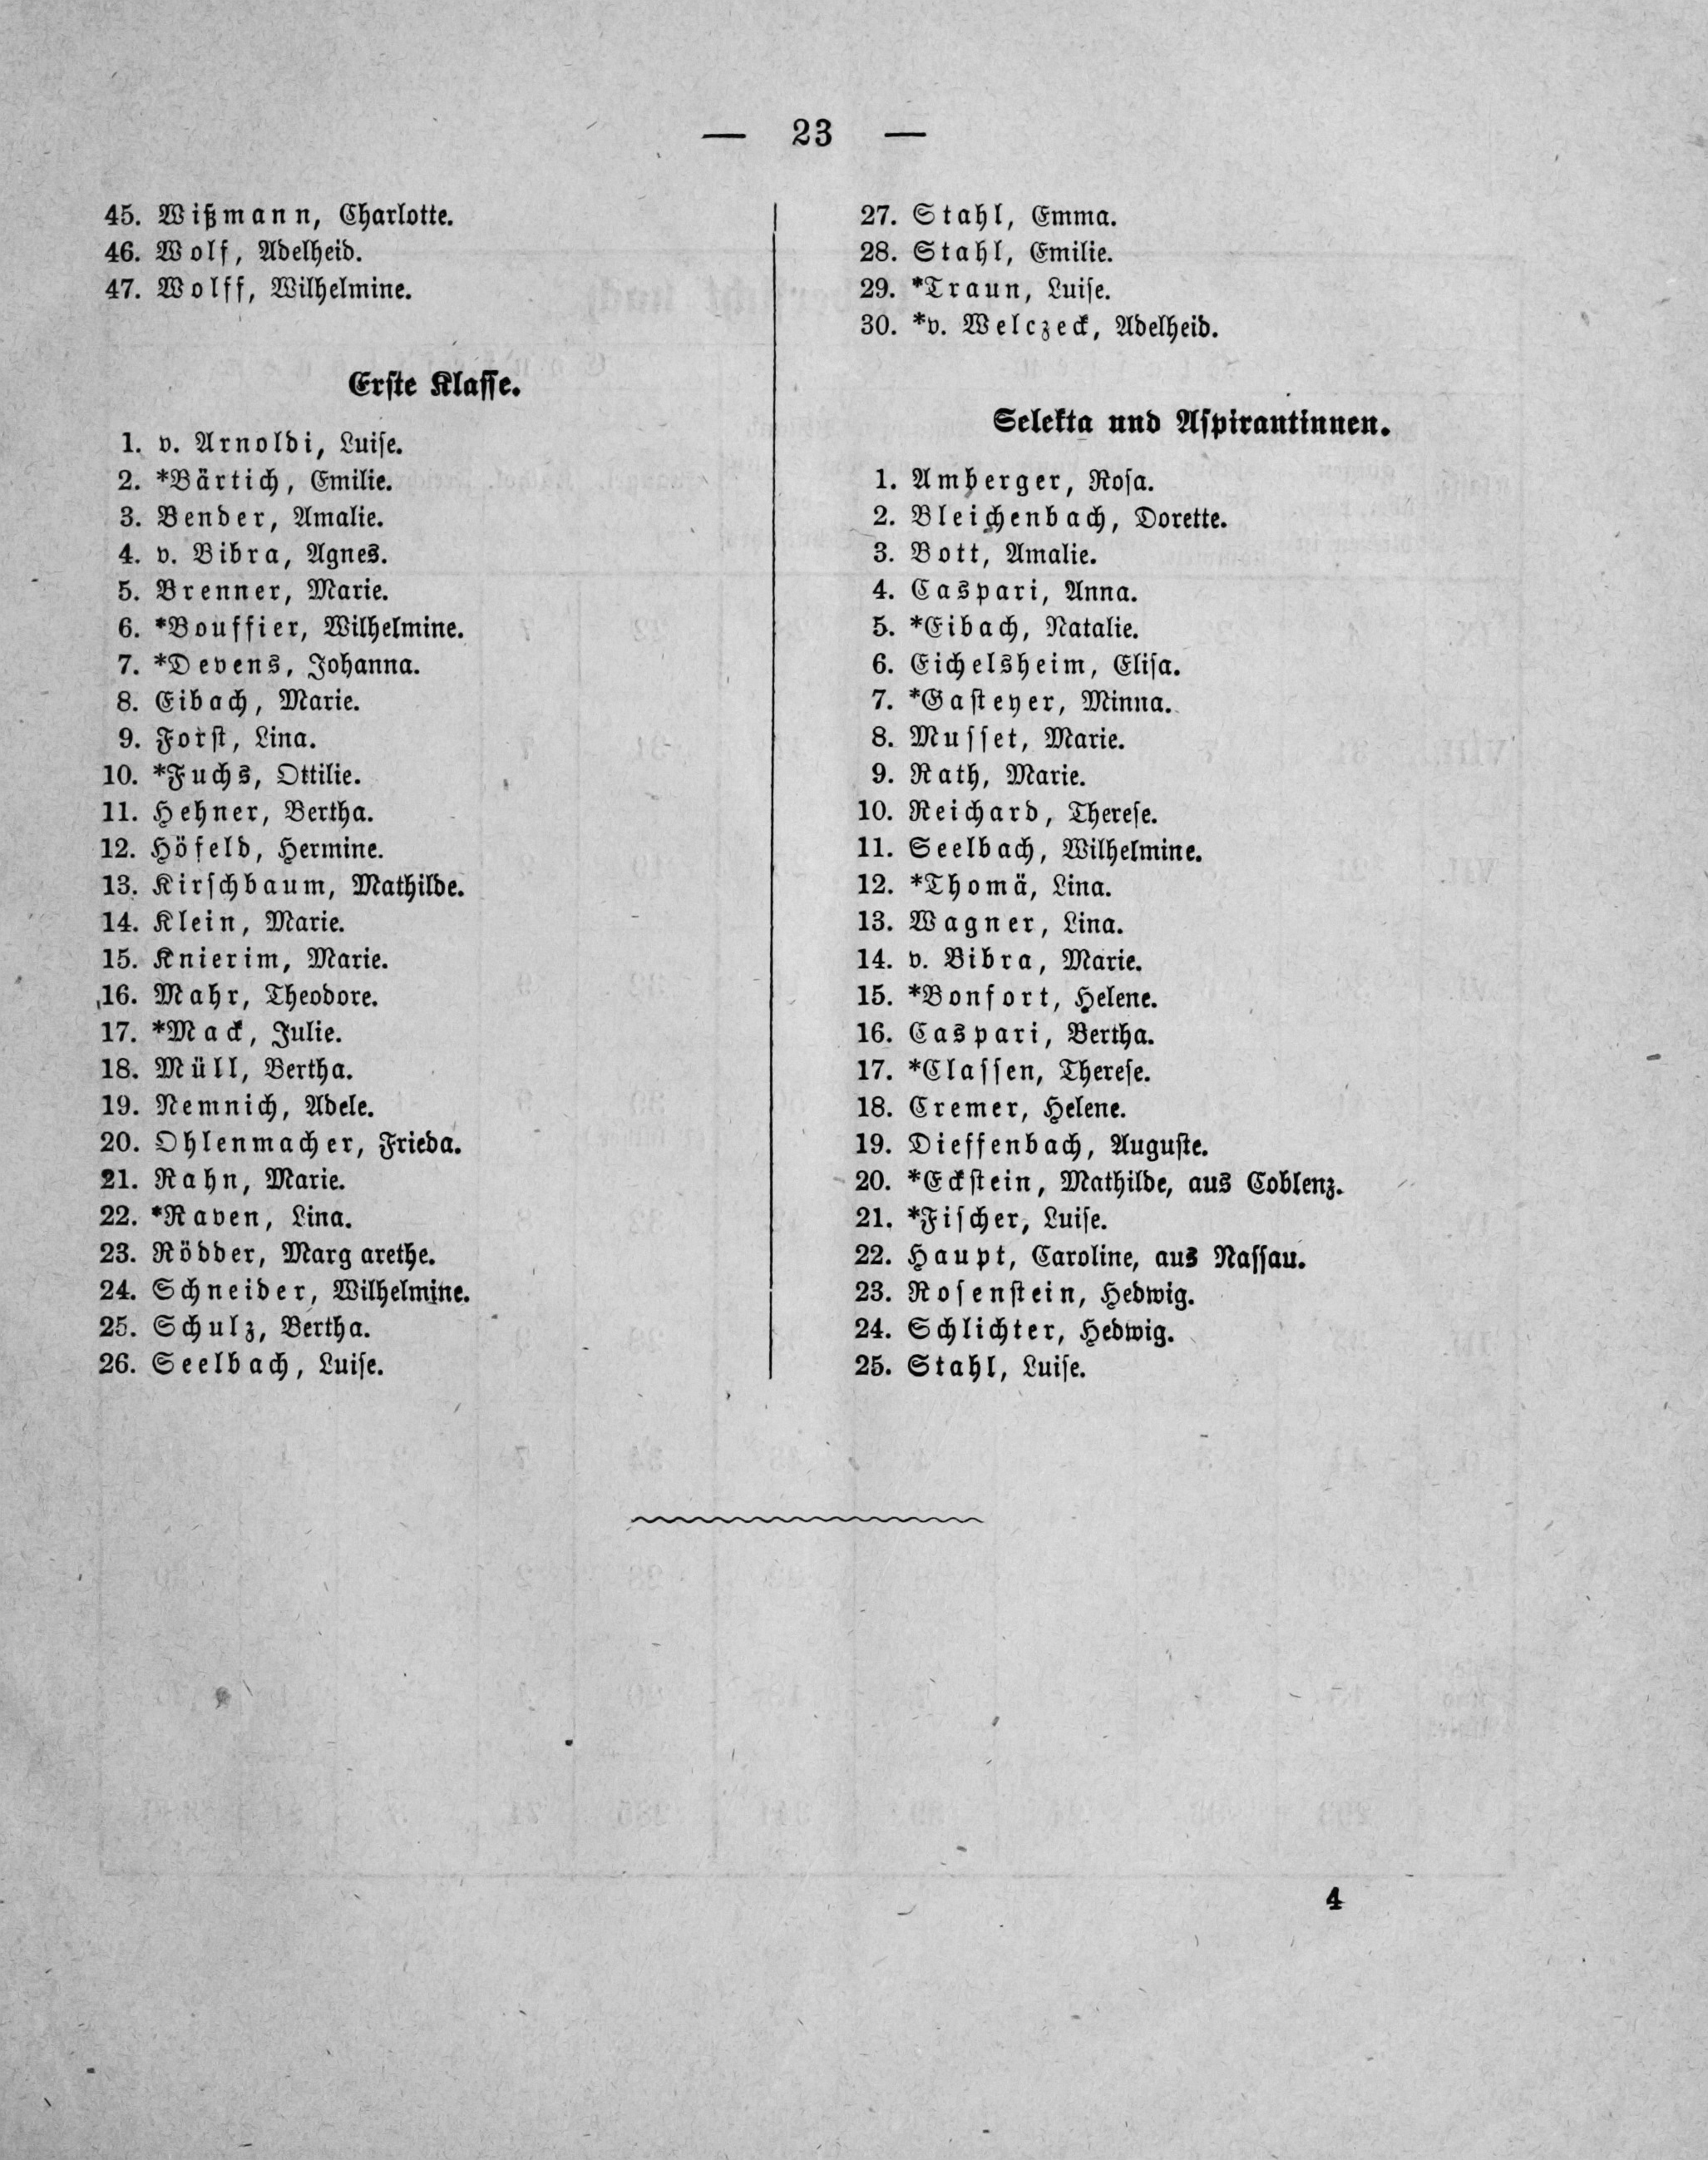 — 23 —
45. Wißmann, Charlotte.
46. Wolf, Adelheid.
47. Wolff, Wilhelmine.
Erste Klasse.
1. v. Arnoldi, Luise.
2. *Bärtich, Emilie.
3. Bender, Amalie.
4. v. Bibra, Agnes.
5. Brenner, Marie.
6. *Bouffier, Wilhelmine.
7. *Devens, Johanna.
8. Eibach, Marie.
9. Forst, Lina.
10. *Fuchs, Ottilie.
11. Hehner, Bertha.
12. Höfeld, Hermine.
13. Kirschbaum, Mathilde.
14. Klein, Marie.
15. Knierim, Marie.
16. Mahr, Theodore.
17. *Mack, Julie.
18. Müll, Bertha.
19. Nemnich, Adele.
20. Ohlenmacher, Frieda.
21. Rahn, Marie.
22. *Raven, Lina.
23. Rödder, Marg arethe.
24. Schneider, Wilhelmine.
25. Schulz, Bertha.
26. Seelbach, Luise.
27. Stahl, Emma.
28. Stahl, Emilie.
29. *Traun, Luise.
30. *v. Welczeck, Adelheid.
Selekta und Aspirantinnen.
1. Amberger, Rosa.
2. Bleichenbach, Dorette.
3. Bott, Amalie.
4. Caspari, Anna.
5. *Eibach, Natalie.
6. Eichelsheim, Elisa.
7. *Gasteyer, Minna.
8. Musset, Marie.
9. Rath, Marie.
10. Reichard, Therese.
11. Seelbach, Wilhelmine.
12. *Thomä, Lina.
13. Wagner, Lina.
14. v. Bibra, Marie.
15. *Bonfort, Helene.
16. Caspari, Bertha.
17. *Classen, Therese.
18. Cremer, Helene.
19. Dieffenbach, Auguste.
20. *Eckstein, Mathilde, aus Coblenz.
21. *Fischer, Luise.
22. Haupt, Caroline, aus Nassau.
23. Rosenstein, Hedwig.
24. Schlichter, Hedwig.
25. Stahl, Luise.
4